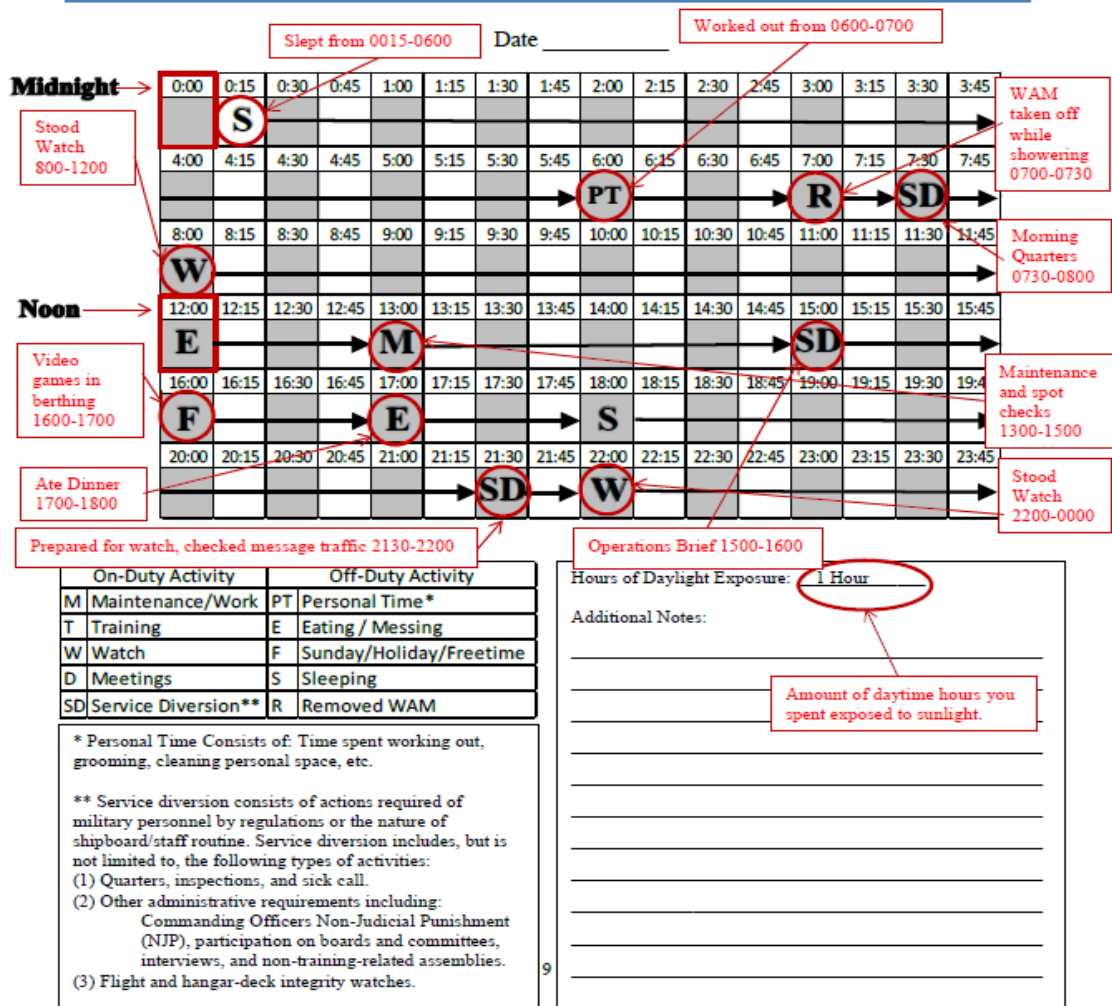 Slept from 0015-0600
Date
Worked out from 0600-0700
Midnight
0:00 0:15 0:30 0:45 1:00 1:15 1:30 1:45 2:00 2:15 2:30 2:45 3:00 3:15 3:30 3:45
S
WAM
taken off
while
showering
0700-0730
Stood
Watch
800-1200
4:00 4:15 4:30 4:45 5:00 5:15 5:30 5:45 6:00 6:15 6:30 6:45 7:00 7:15 7:30 7:45
PT R SD
8:00 8:15 8:30 8:45 9:00 9:15 9:30 9:45 10:00 10:15 10:30 10:45 11:00 11:15 11:30 11:45
W
Morning
Quarters
0730-0800
Noon
12:00 12:15 12:30 12:45 13:00 13:15 13:30 13:45 14:00 14:15 14:30 14:45 15:00 15:15 15:30 15:45
E M SD
Video
games in
berthing
1600-1700
16:00 16:15 16:30 16:45 17:00 17:15 17:30 17:45 18:00 18:15 18:30 18:45 19:00 19:15 19:30
F E S
Maintenance
and spot
checks
1300-1500
20:00 20:15 20:30 20:45 21:00 21:15 21:30 21:45 22:00 22:15 22:30 22:45 23:00 23:15 23:30 23:45
SD W
Ate Dinner
1700-1800
Stood
Watch
2200-0000
Prepared for watch, checked message traffic 2130-2200
Operations Brief 1500-1600
On-Duty Activity Off-Duty Activity
M Maintenance/Work PT Personal Time*
T Training E Eating / Messing
W Watch F Sunday/Holiday/Freetime
D Meetings S Sleeping
SD Service Diversion** R Removed WAM
* Personal Time Consists of: Time spent working out,
grooming, cleaning personal space, etc.
** Service diversion consists of actions required of
military personnel by regulations or the nature of
shipboard/staff routine. Service diversion includes, but is
not limited to, the following types of activities:
(1) Quarters, inspections, and sick call.
(2) Other administrative requirements including:
Commanding Officers Non-Judicial Punishment
(NJP), participation on boards and committees,
interviews, and non-training-related assemblies.
(3) Flight and hangar-deck integrity watches.
9
Hours of Daylight Exposure: 1 Hour
Additional Notes:
Amount of daytime hours you
spent exposed to sunlight.